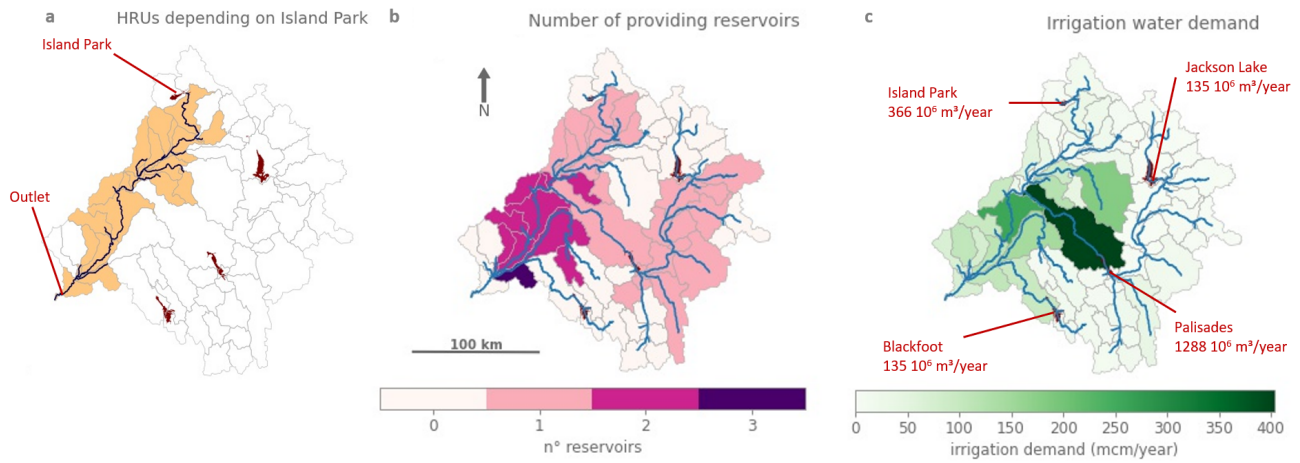 a
HRUs depending on Island Park
Island Park
Outlet
b
Number of providing reservoirs
N
100 km
0
1
2
3
n° reservoirs
c
Irrigation water demand
Island Park
366 10⁶ m³/year
Jackson Lake
135 10⁶ m³/year
Blackfoot
135 10⁶ m³/year
Palisades
1288 10⁶ m³/year
0 50 100 150 200 250 300 350 400
irrigation demand (mcm/year)